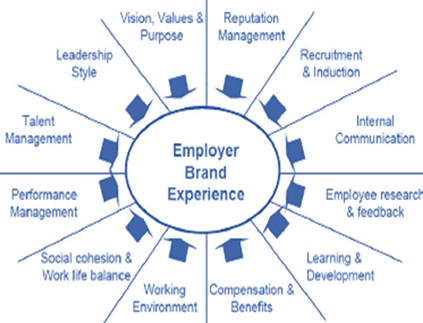 Vision, Values &
Purpose
Reputation
Management
Leadership
Style
Recruitment
& Induction
Talent
Management
Internal
Communication
Employer
Brand
Experience
Performance
Management
Employee research
& feedback
Social cohesion &
Work life balance
Learning &
Development
Working
Environment
Compensation &
Benefits